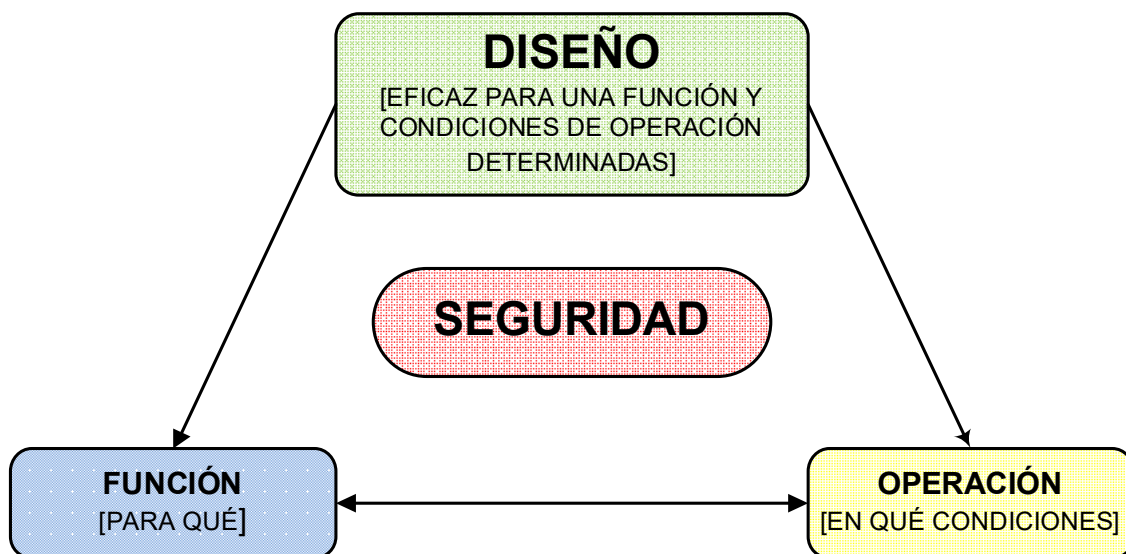 DISEÑO
[EFICAZ PARA UNA FUNCIÓN Y
CONDICIONES DE OPERACIÓN
DETERMINADAS]
SEGURIDAD
FUNCIÓN
[PARA QUÉ]
OPERACIÓN
[EN QUÉ CONDICIONES]